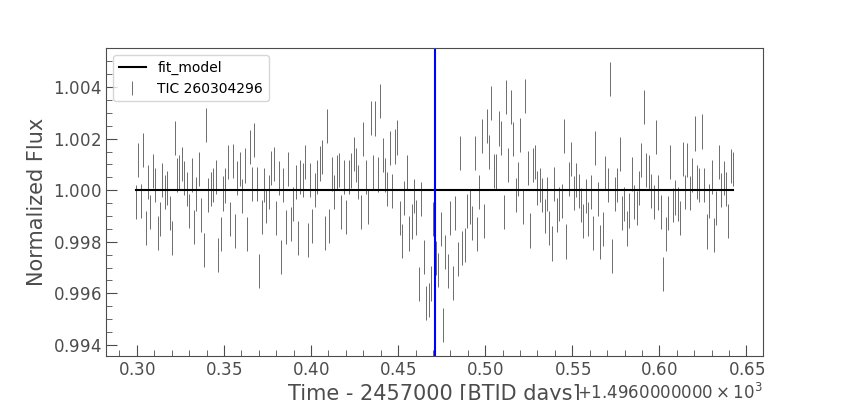 fit_model
TIC 260304296
Normalized Flux
1.004
1.002
1.000
0.998
0.996
0.994
0.30 0.35 0.40 0.45 0.50 0.55 0.60 0.65
Time - 2457000 [BTJD days]
+1.4960000000 × 10³